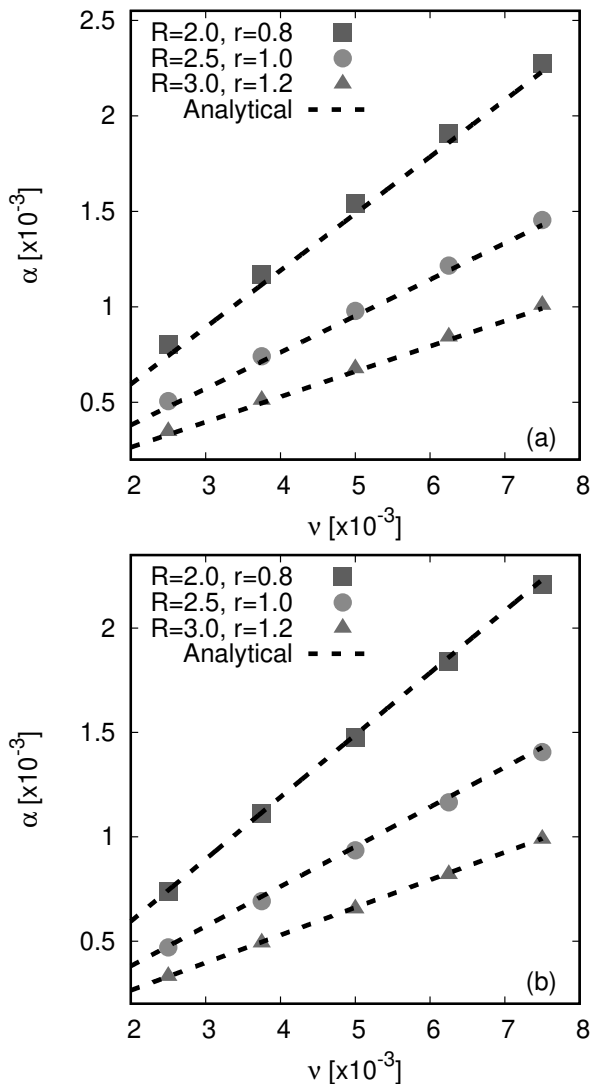 2.5
2
1.5
1
0.5
α [x10⁻³]
R=2.0, r=0.8
R=2.5, r=1.0
R=3.0, r=1.2
Analytical
(a)
2 3 4 5 6 7 8
ν [x10⁻³]
2
1.5
1
0.5
α [x10⁻³]
R=2.0, r=0.8
R=2.5, r=1.0
R=3.0, r=1.2
Analytical
(b)
2 3 4 5 6 7 8
ν [x10⁻³]